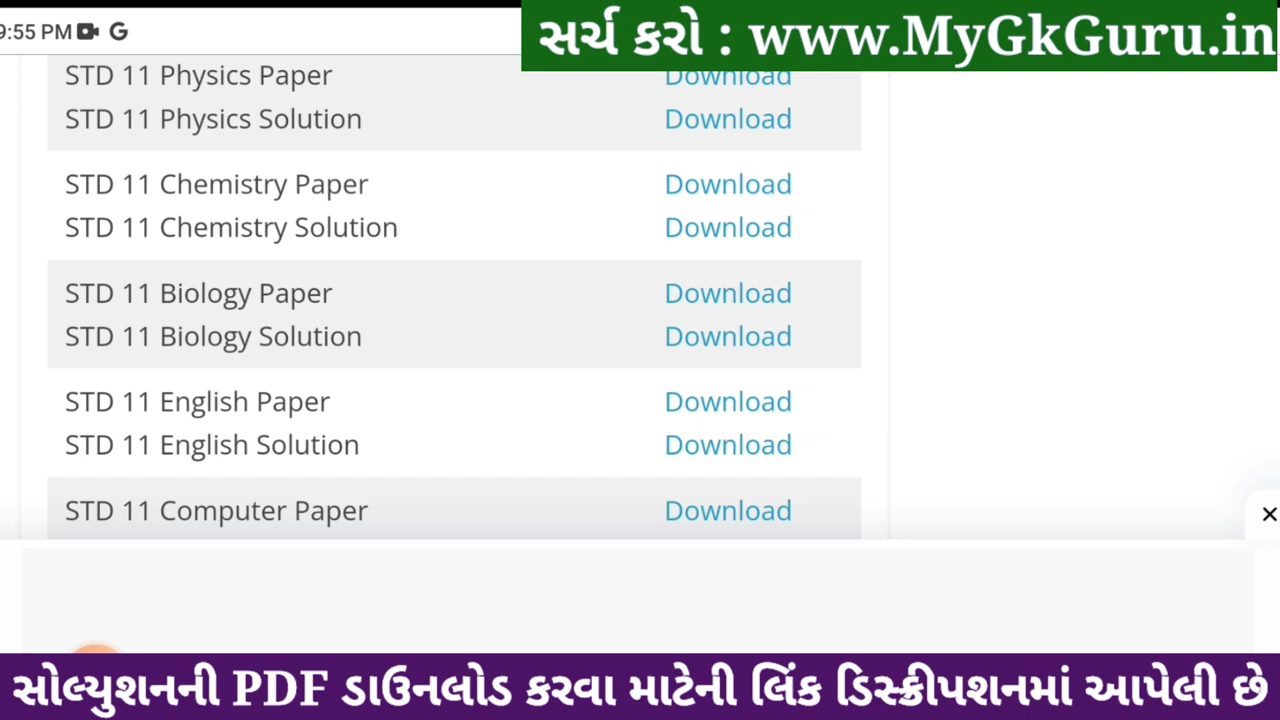 9:55 PM G
સર્ચ કરો : www.MyGkGuru.in
STD 11 Physics Paper Download
STD 11 Physics Solution Download
STD 11 Chemistry Paper Download
STD 11 Chemistry Solution Download
STD 11 Biology Paper Download
STD 11 Biology Solution Download
STD 11 English Paper Download
STD 11 English Solution Download
STD 11 Computer Paper Download
સોલ્યુશનની PDF ડાઉનલોડ કરવા માટેની લિંક ડિસ્ક્રીપશનમાં આપેલી છે